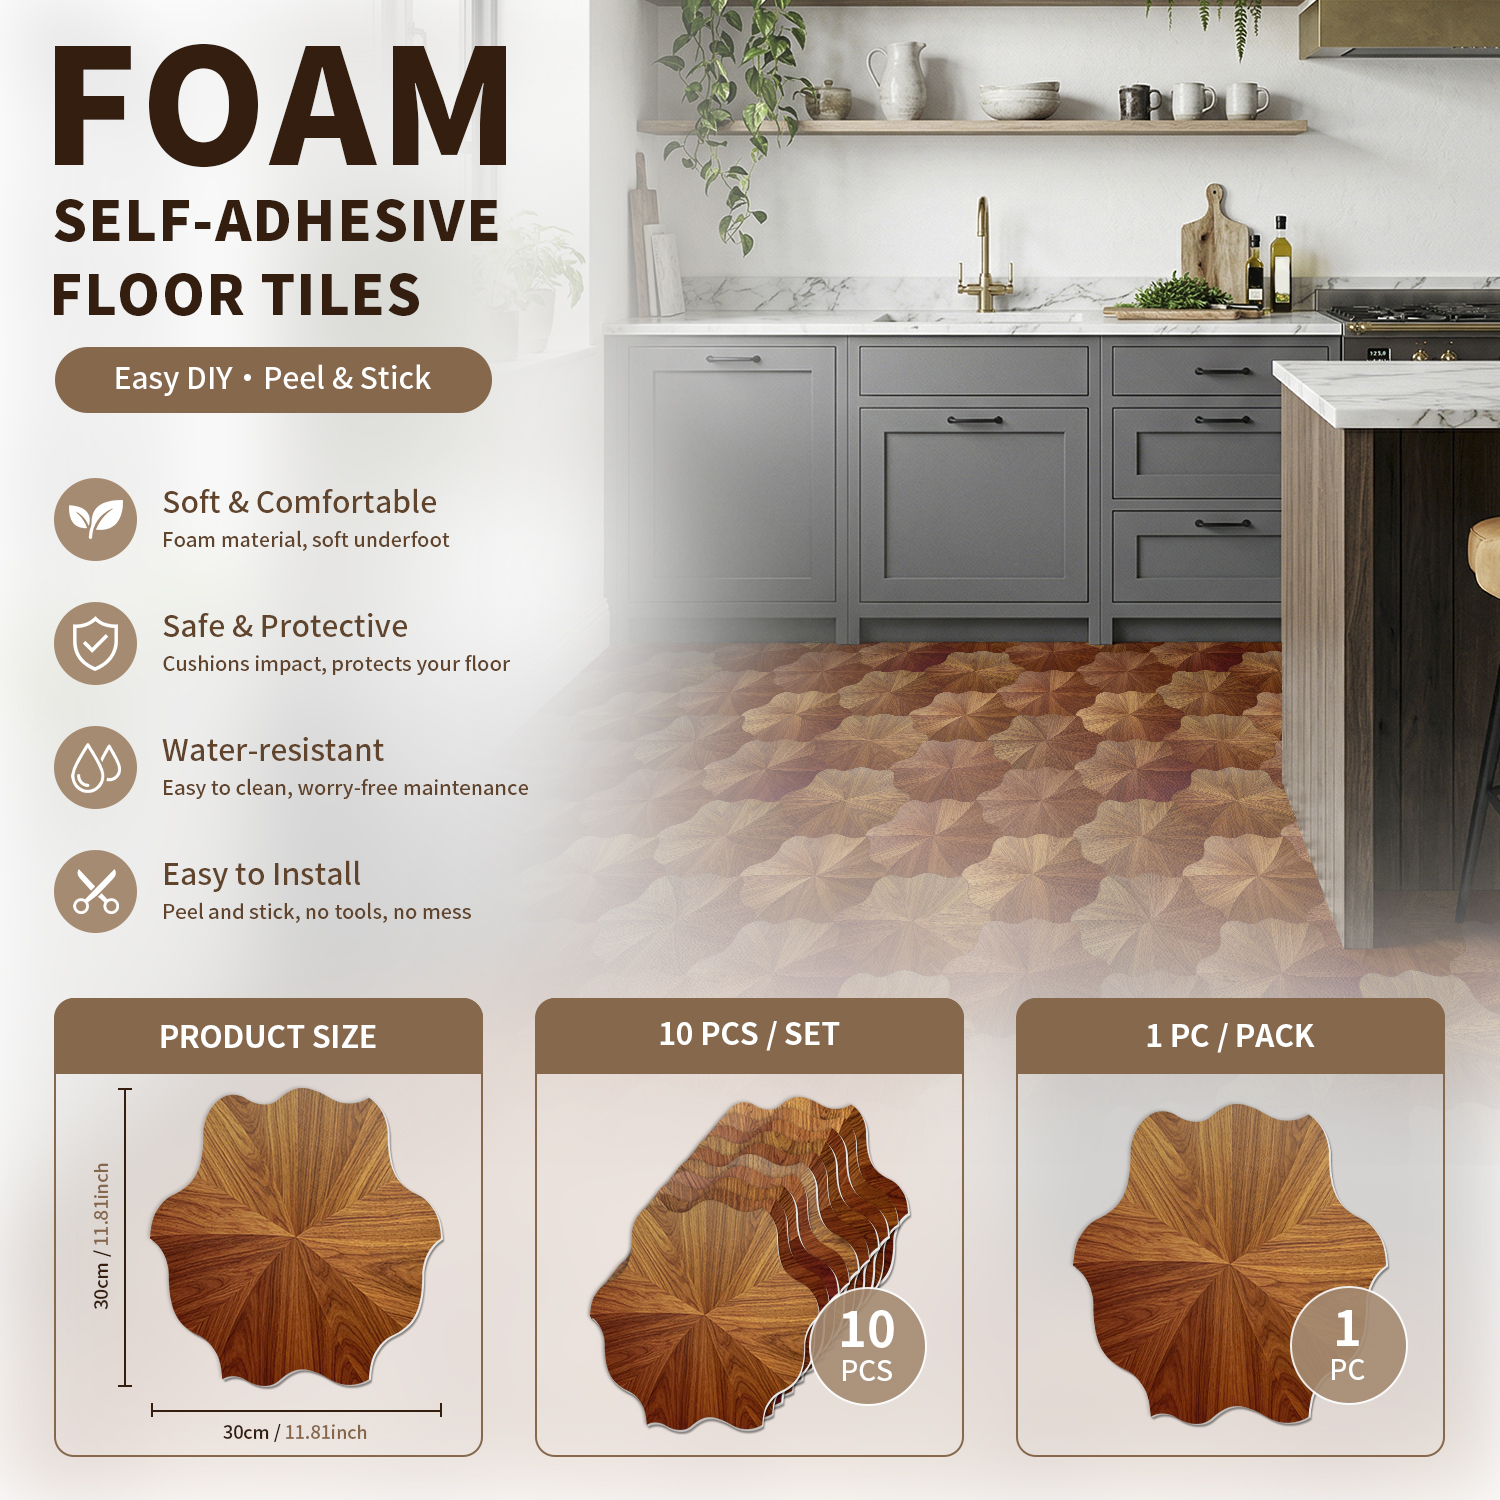 FOAM
SELF-ADHESIVE
FLOOR TILES
Easy DIY • Peel & Stick
Soft & Comfortable
Foam material, soft underfoot
Safe & Protective
Cushions impact, protects your floor
Water-resistant
Easy to clean, worry-free maintenance
Easy to Install
Peel and stick, no tools, no mess
PRODUCT SIZE
30cm / 11.81inch
30cm / 11.81inch
10 PCS / SET
10
PCS
1 PC / PACK
1
PC